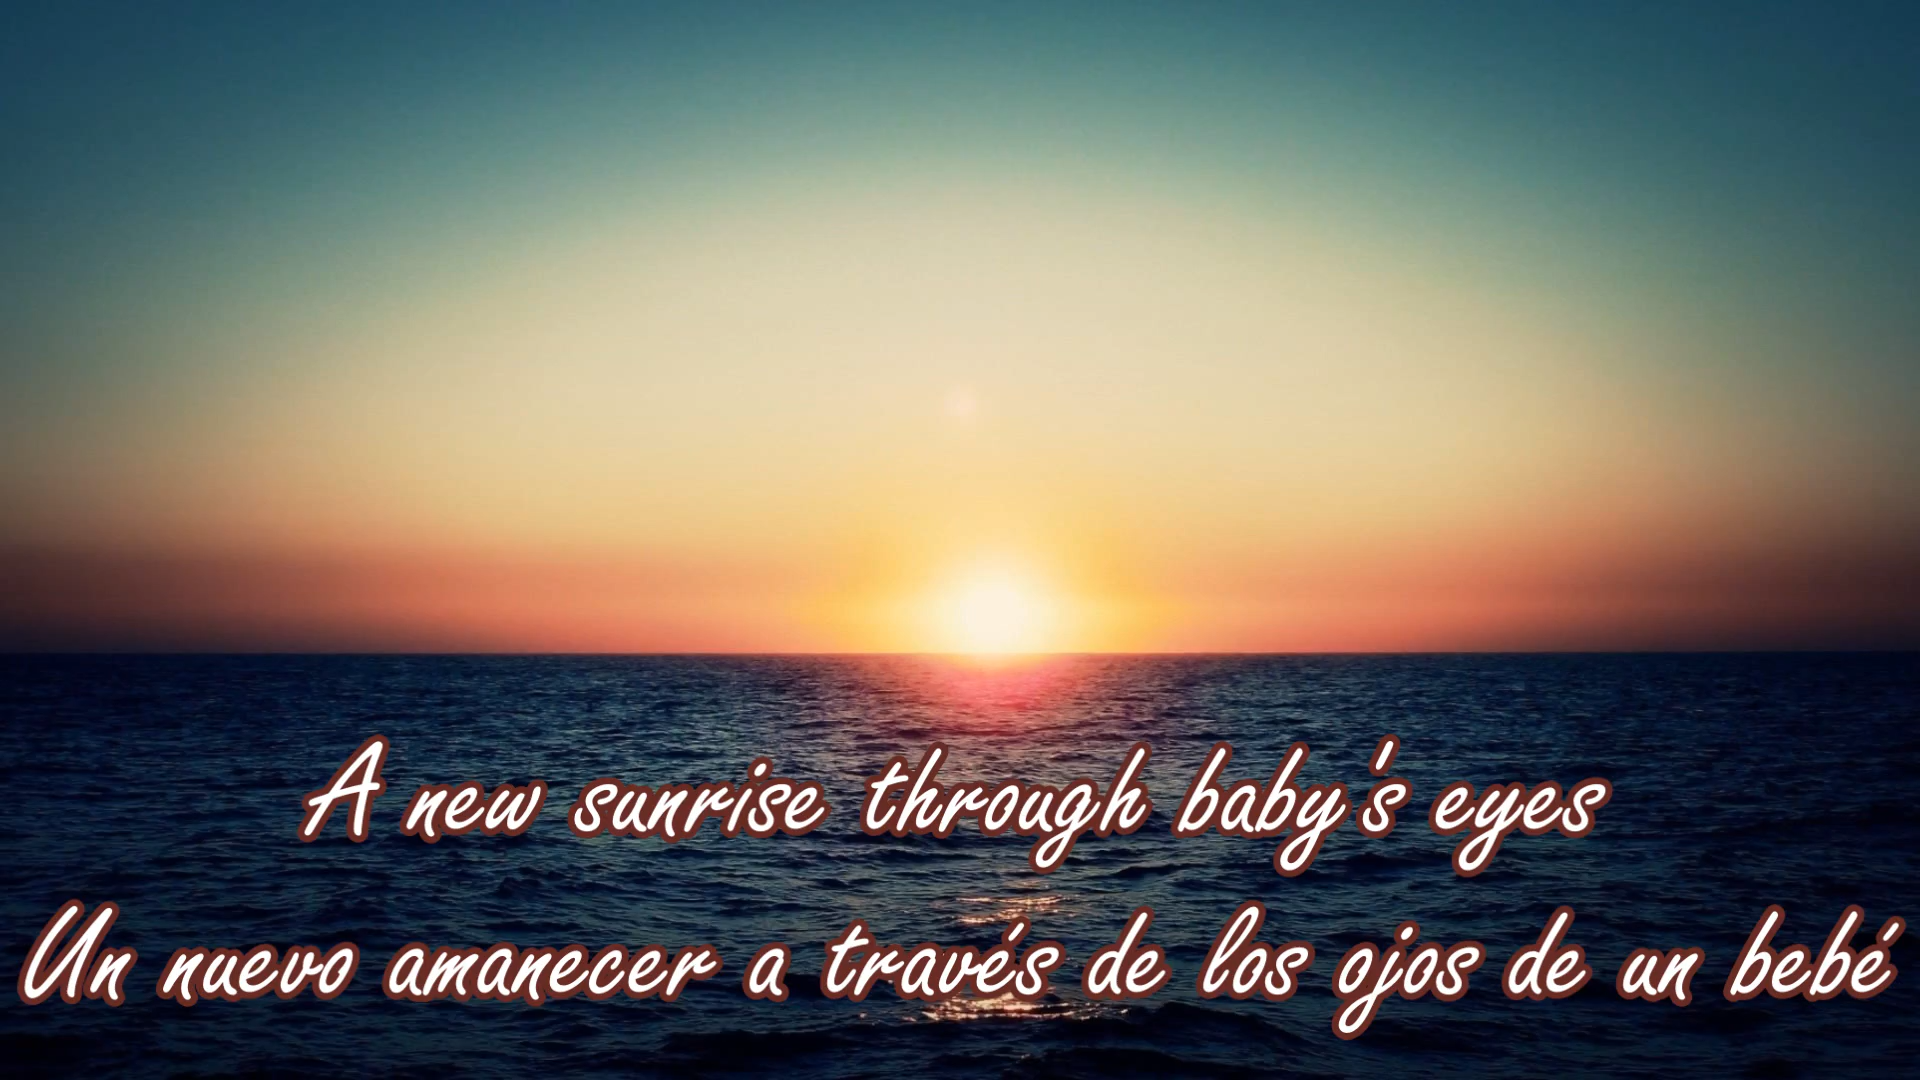 A new sunrise through baby's eyes
Un nuevo amanecer a través de los ojos de un bebé